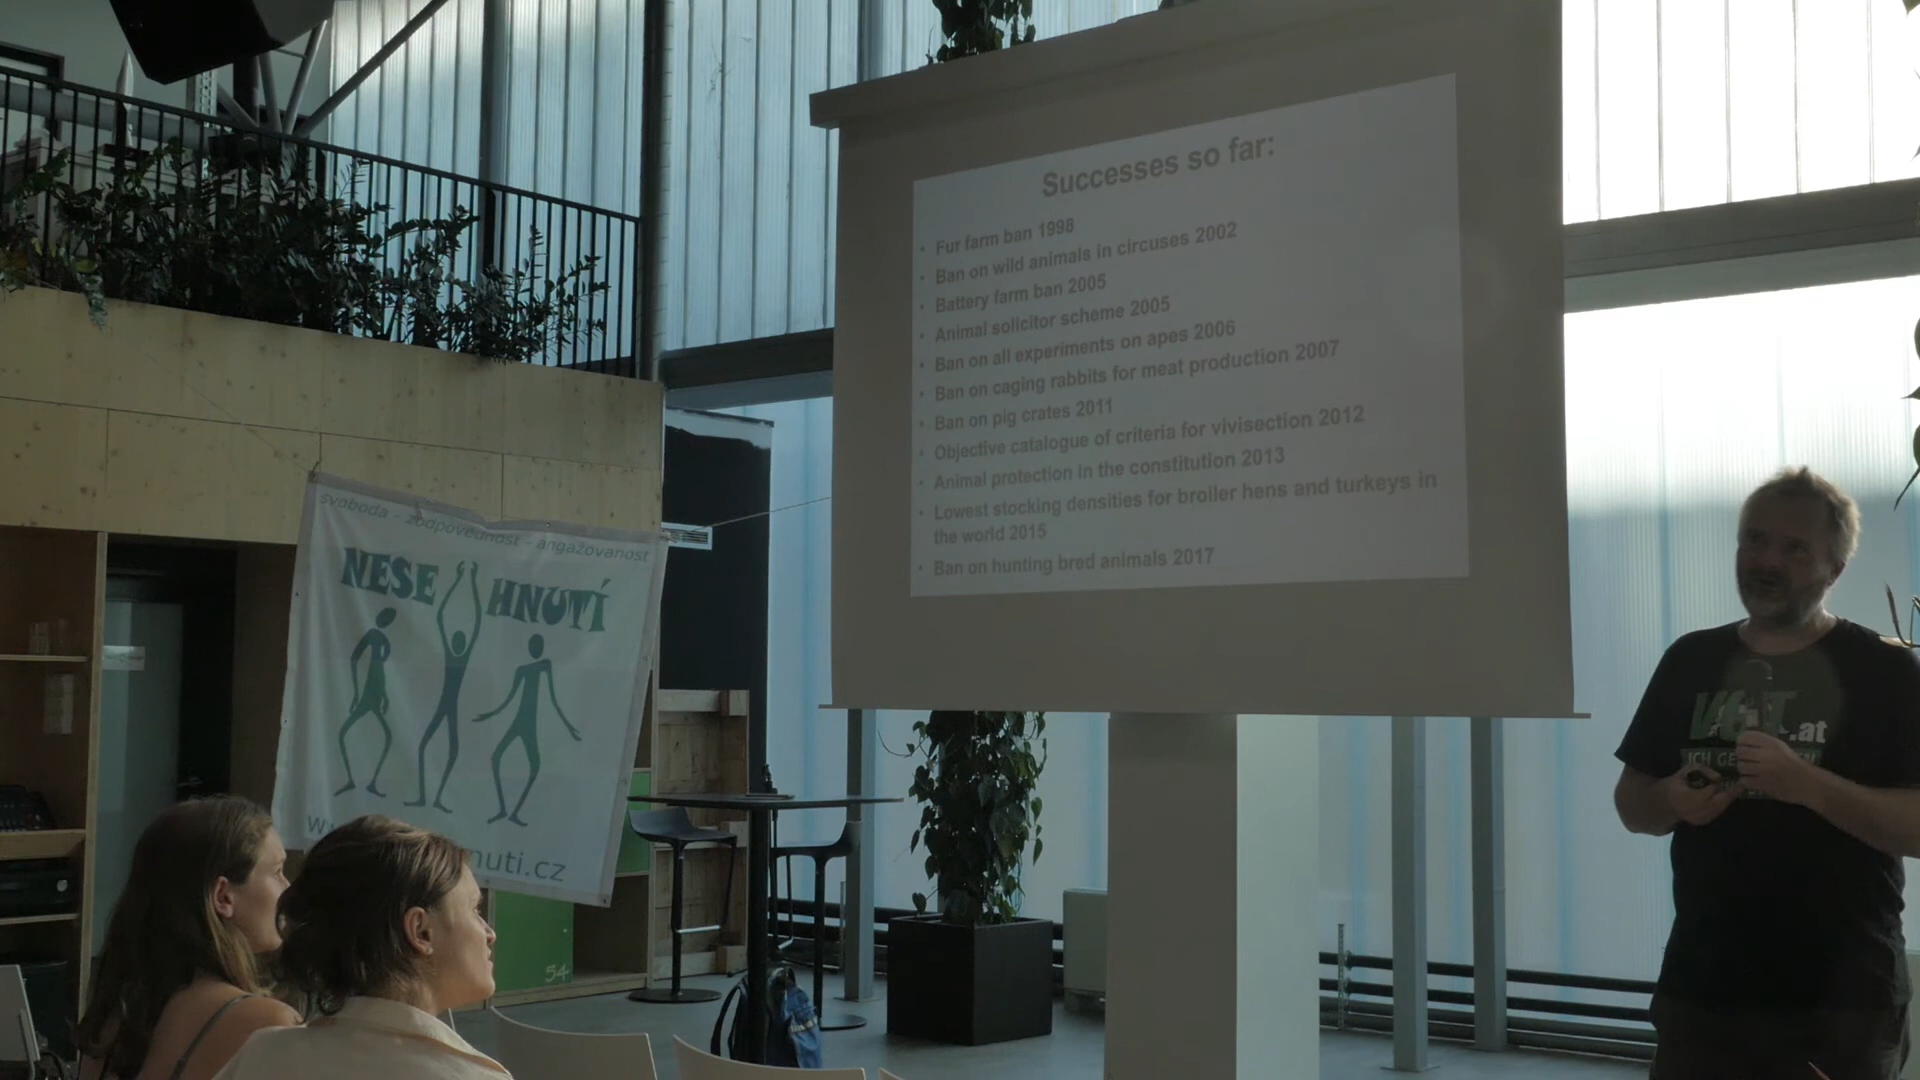 Successes so far:
• Fur farm ban 1998
• Ban on wild animals in circuses 2002
• Battery farm ban 2005
• Animal solicitor scheme 2005
• Ban on all experiments on apes 2006
• Ban on caging rabbits for meat production 2007
• Ban on pig crates 2011
• Objective catalogue of criteria for vivisection 2012
• Animal protection in the constitution 2013
• Lowest stocking densities for broiler hens and turkeys in
the world 2015
• Ban on hunting bred animals 2017
svoboda - zodpovědnost - angažovanost
NESE HNUTÍ
nuti.cz
54
.at
ICH